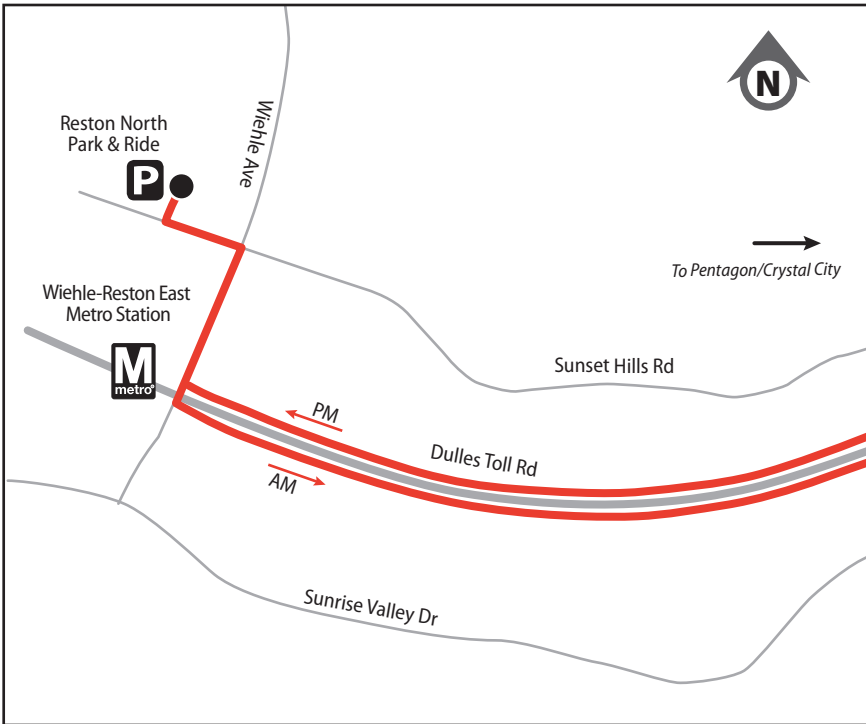 Reston North
Park & Ride
P
Wiehle Ave
N
To Pentagon/Crystal City
Wiehle-Reston East
Metro Station
M
metro
Sunset Hills Rd
PM
Dulles Toll Rd
AM
Sunrise Valley Dr